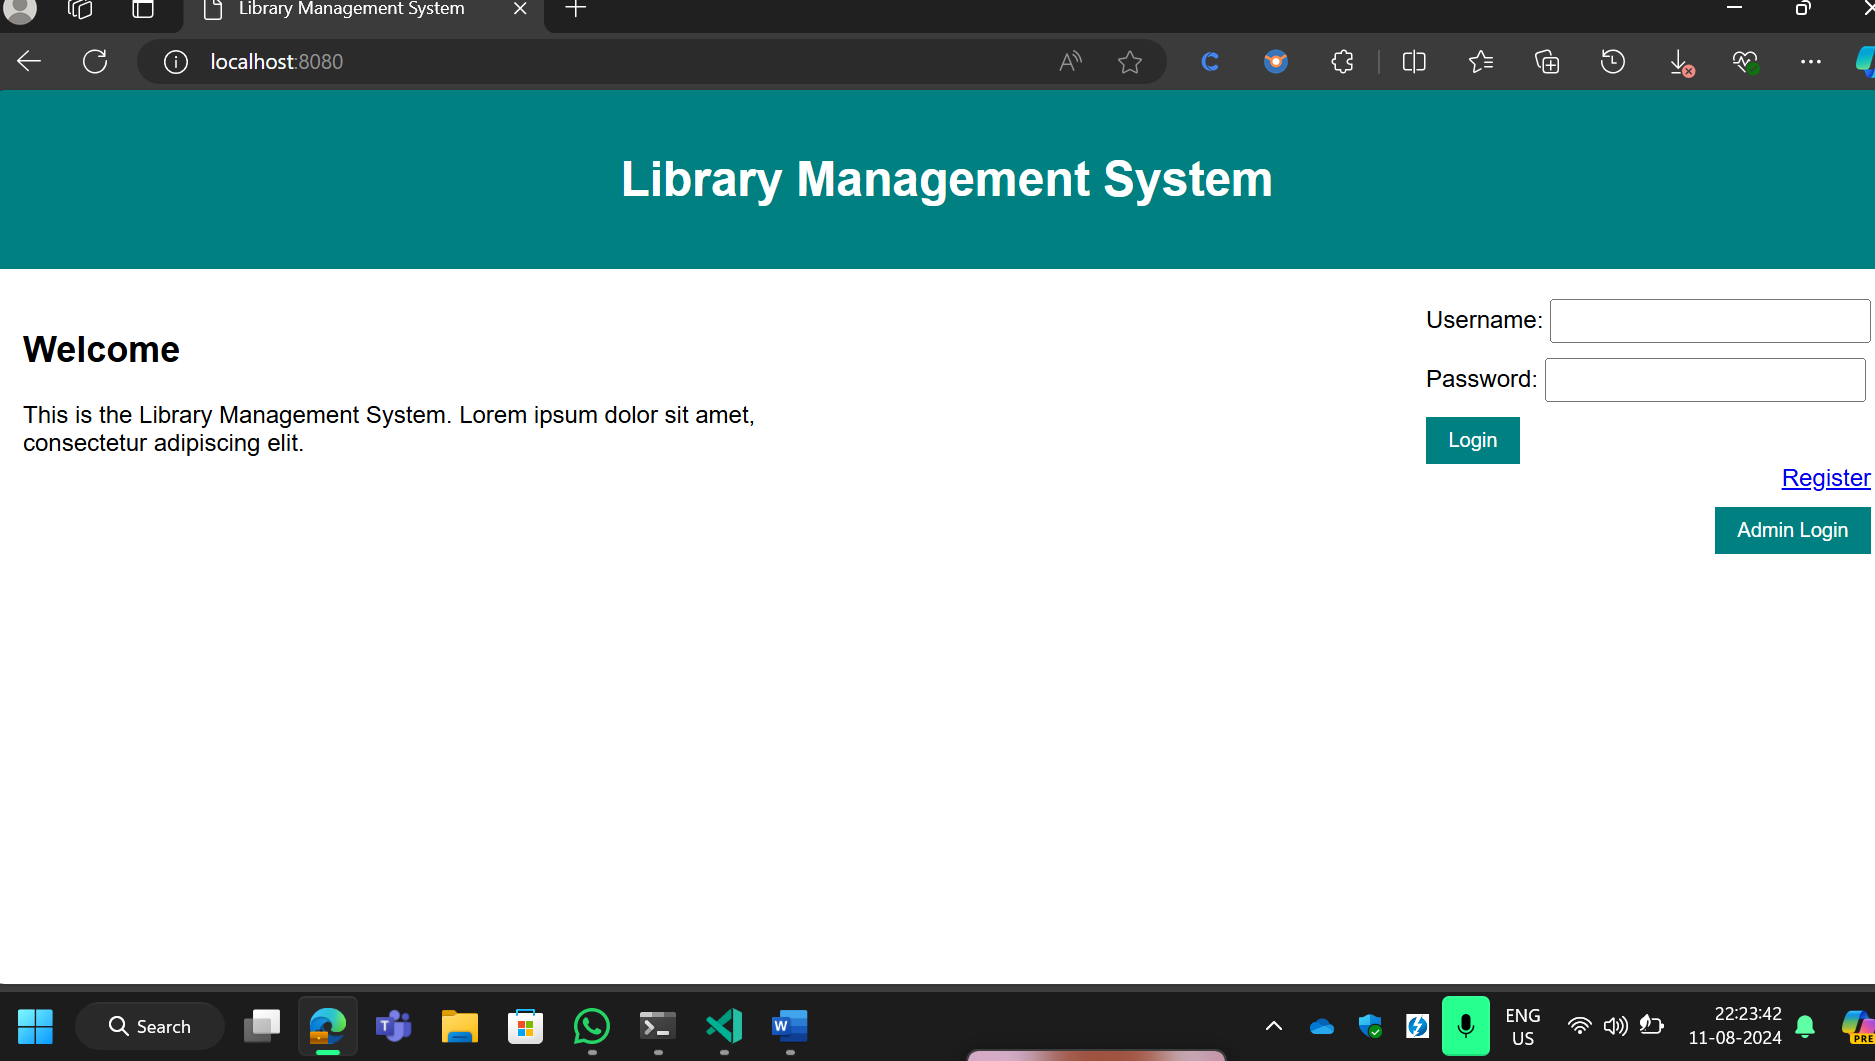 Library Management System
localhost:8080
Library Management System
Username:
Welcome
Password:
This is the Library Management System. Lorem ipsum dolor sit amet,
consectetur adipiscing elit.
Login
Register
Admin Login
Search
ENG
US
22:23:42
11-08-2024
PRE